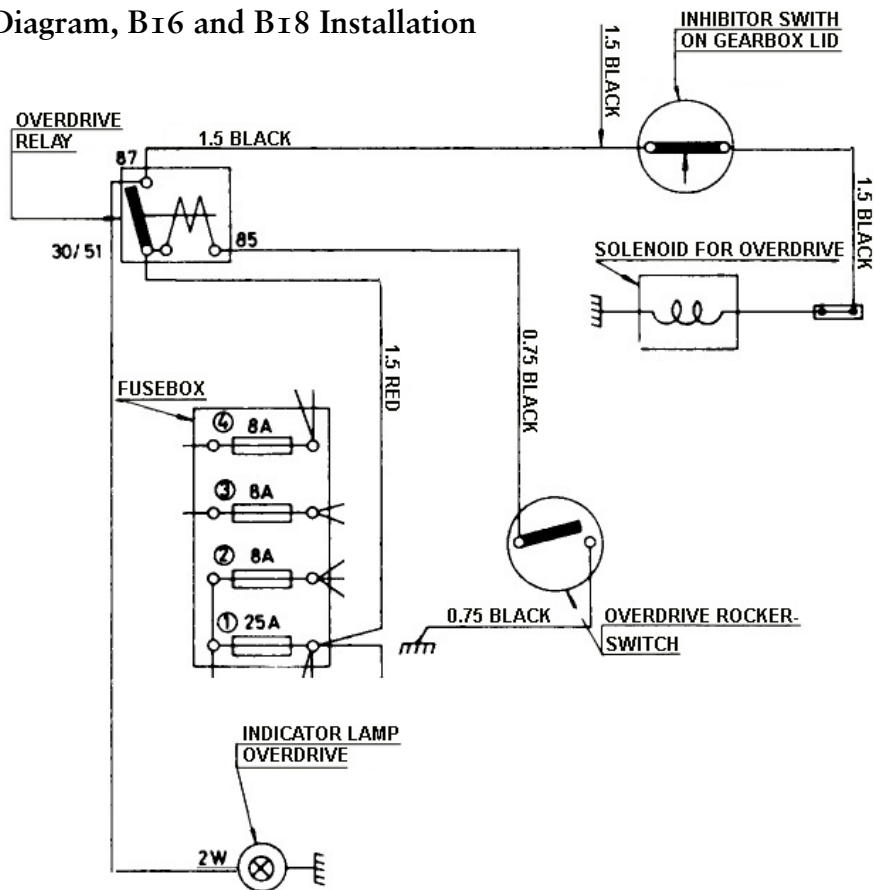 Diagram, B16 and B18 Installation
INHIBITOR SWITH
ON GEARBOX LID
1.5 BLACK
OVERDRIVE
RELAY
1.5 BLACK
87
85
30/51
1.5 BLACK
SOLENOID FOR OVERDRIVE
1.5 RED
0.75 BLACK
FUSEBOX
4 8A
3 8A
2 8A
1 25A
0.75 BLACK
OVERDRIVE ROCKER-
SWITCH
INDICATOR LAMP
OVERDRIVE
2W